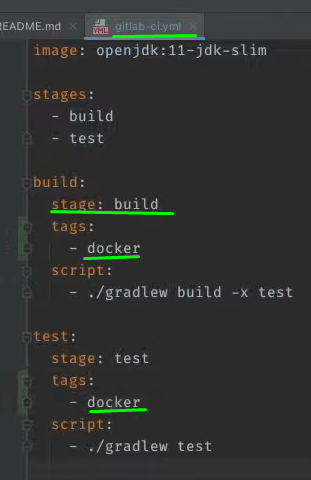 README.md
gitlab-ci.yml
YML
image: openjdk:11-jdk-slim
stages:
- build
- test
build:
stage: build
tags:
- docker
script:
- ./gradlew build -x test
test:
stage: test
tags:
- docker
script:
- ./gradlew test